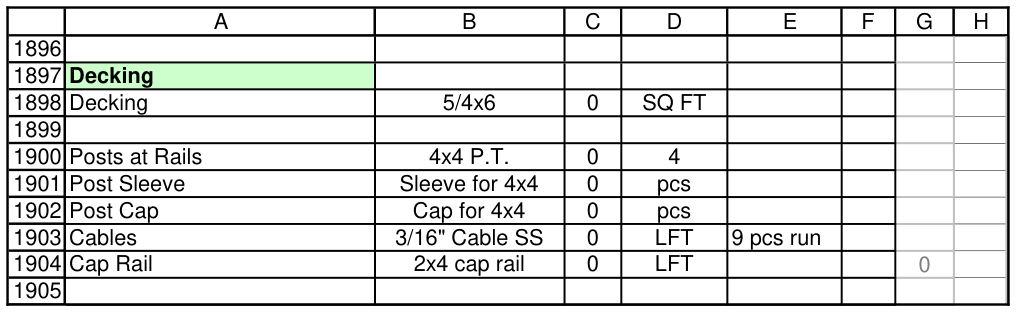 A B C D E F G H
1896
1897 Decking
1898 Decking 5/4x6 0 SQ FT
1899
1900 Posts at Rails 4x4 P.T. 0 4
1901 Post Sleeve Sleeve for 4x4 0 pcs
1902 Post Cap Cap for 4x4 0 pcs
1903 Cables 3/16" Cable SS 0 LFT 9 pcs run
1904 Cap Rail 2x4 cap rail 0 LFT 0
1905